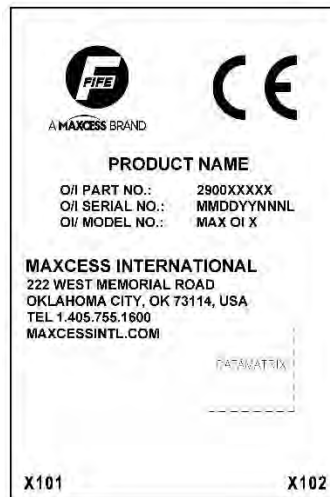 FIFE
A MAXCESS BRAND
CE
PRODUCT NAME
O/I PART NO.: 2900XXXXX
O/I SERIAL NO.: MMDDYYNNNL
OI/ MODEL NO.: MAX OI X
MAXCESS INTERNATIONAL
222 WEST MEMORIAL ROAD
OKLAHOMA CITY, OK 73114, USA
TEL 1.405.755.1600
MAXCESSINTL.COM
DATAMATRIX
X101 X102